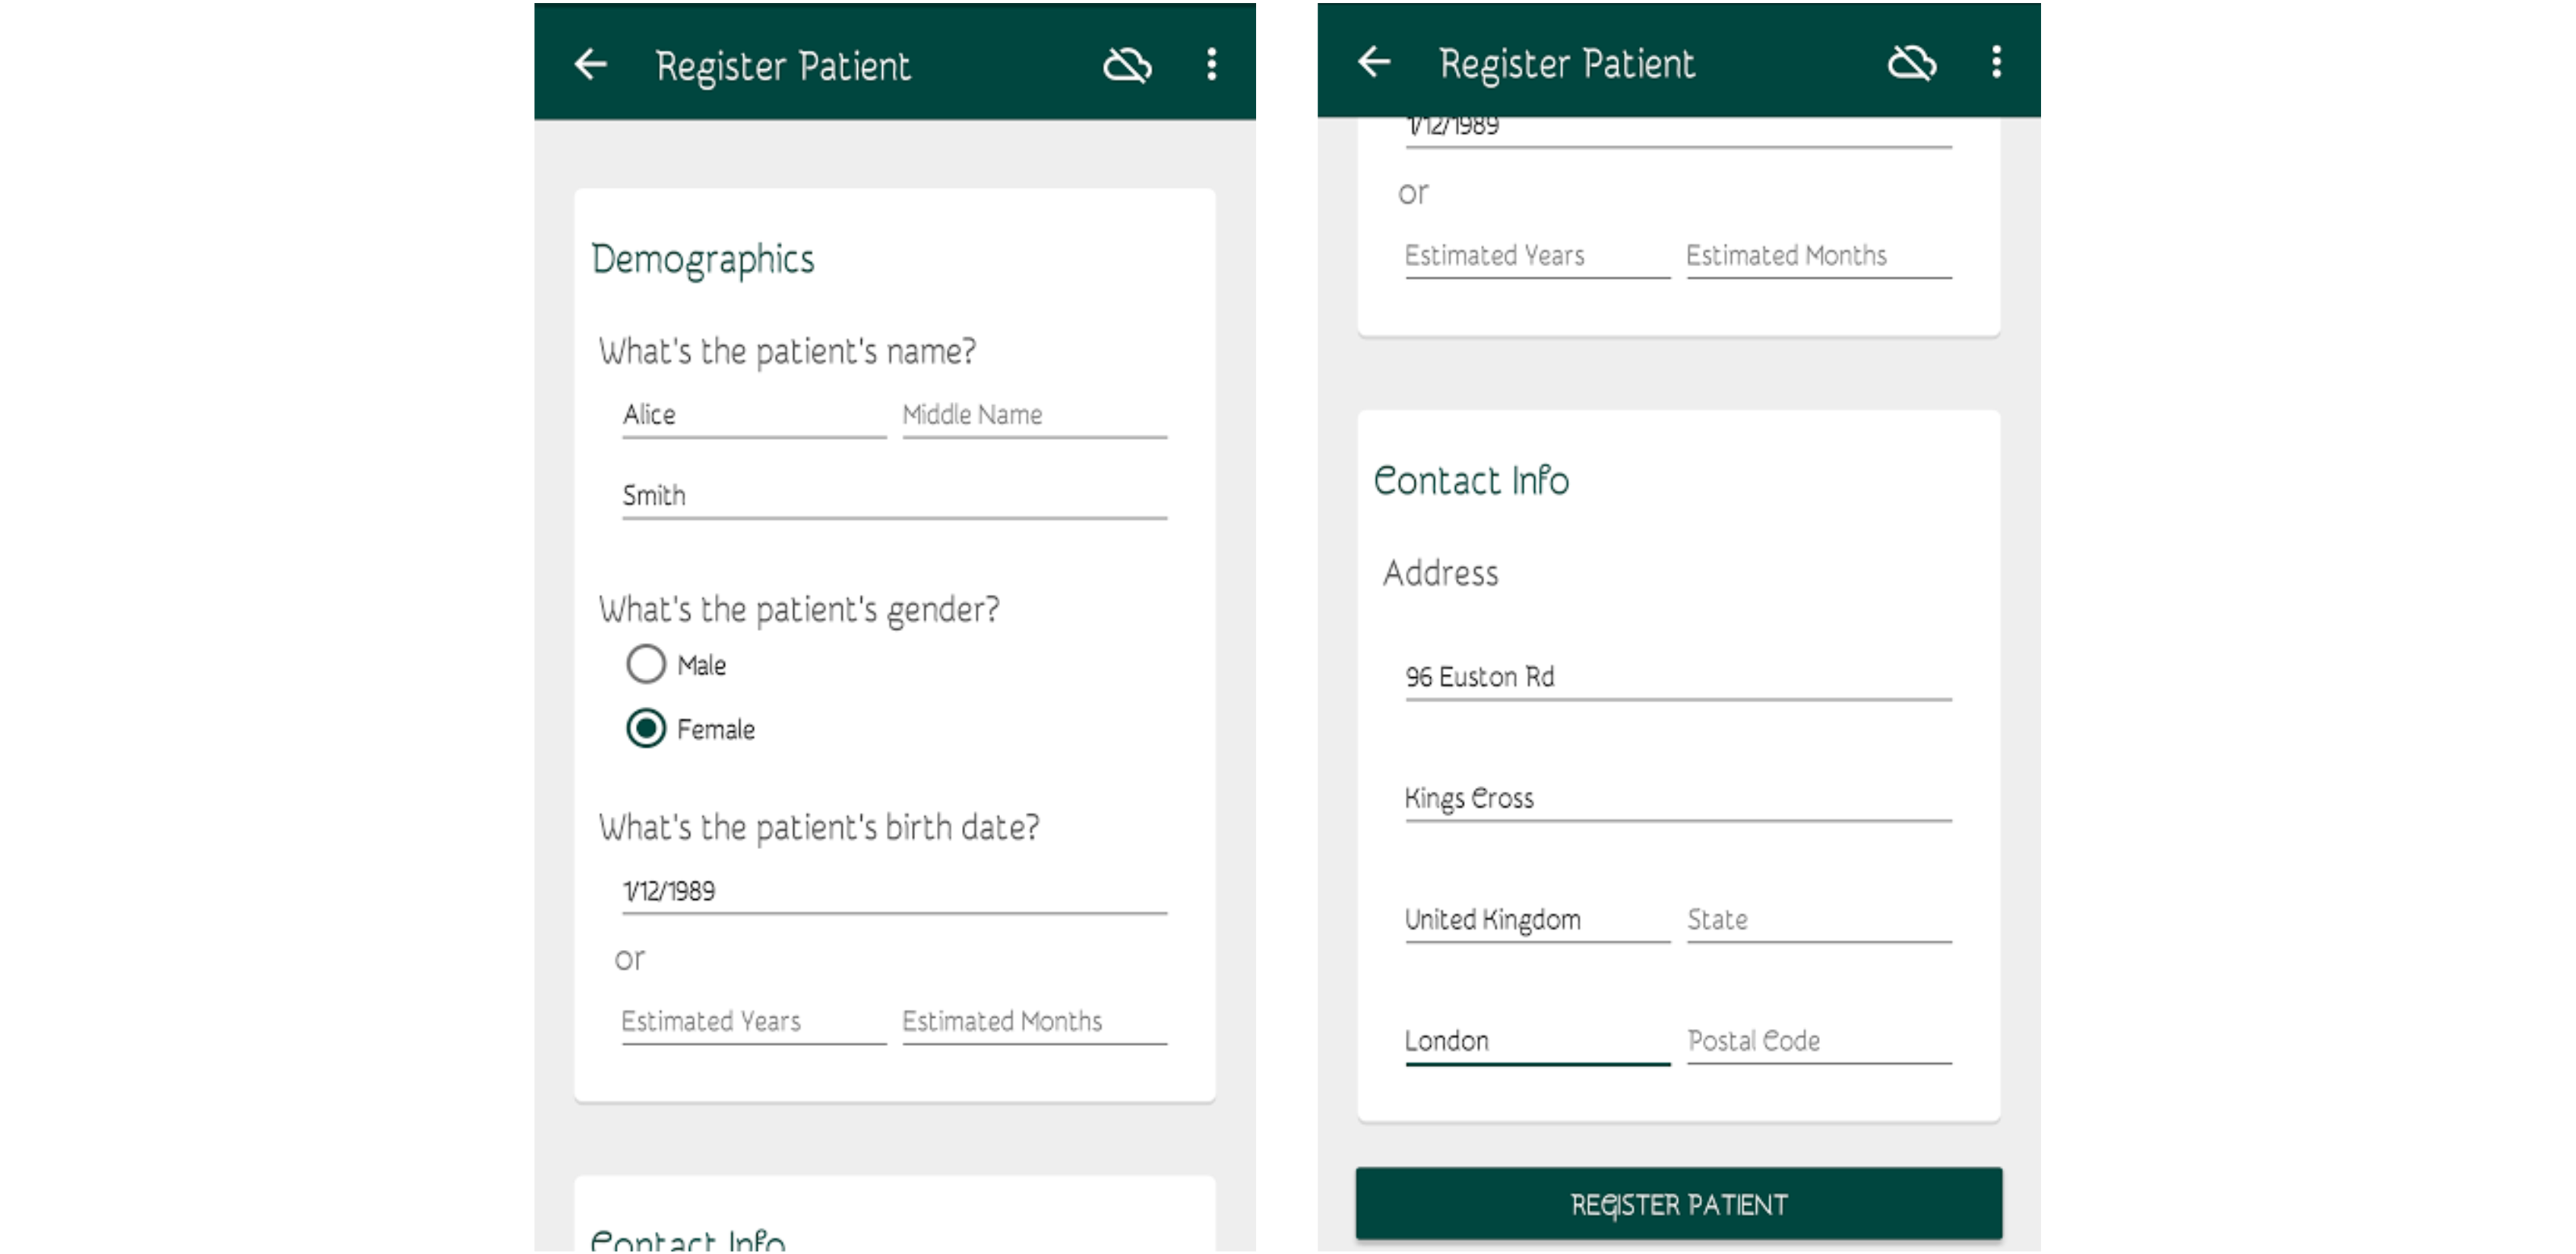 Register Patient
Demographics
What's the patient's name?
Alice Middle Name
Smith
What's the patient's gender?
Male
Female
What's the patient's birth date?
1/12/1989
or
Estimated Years Estimated Months
Contact Info
Register Patient
1/12/1989
or
Estimated Years Estimated Months
Contact Info
Address
96 Euston Rd
Kings Cross
United Kingdom State
London Postal Code
REGISTER PATIENT